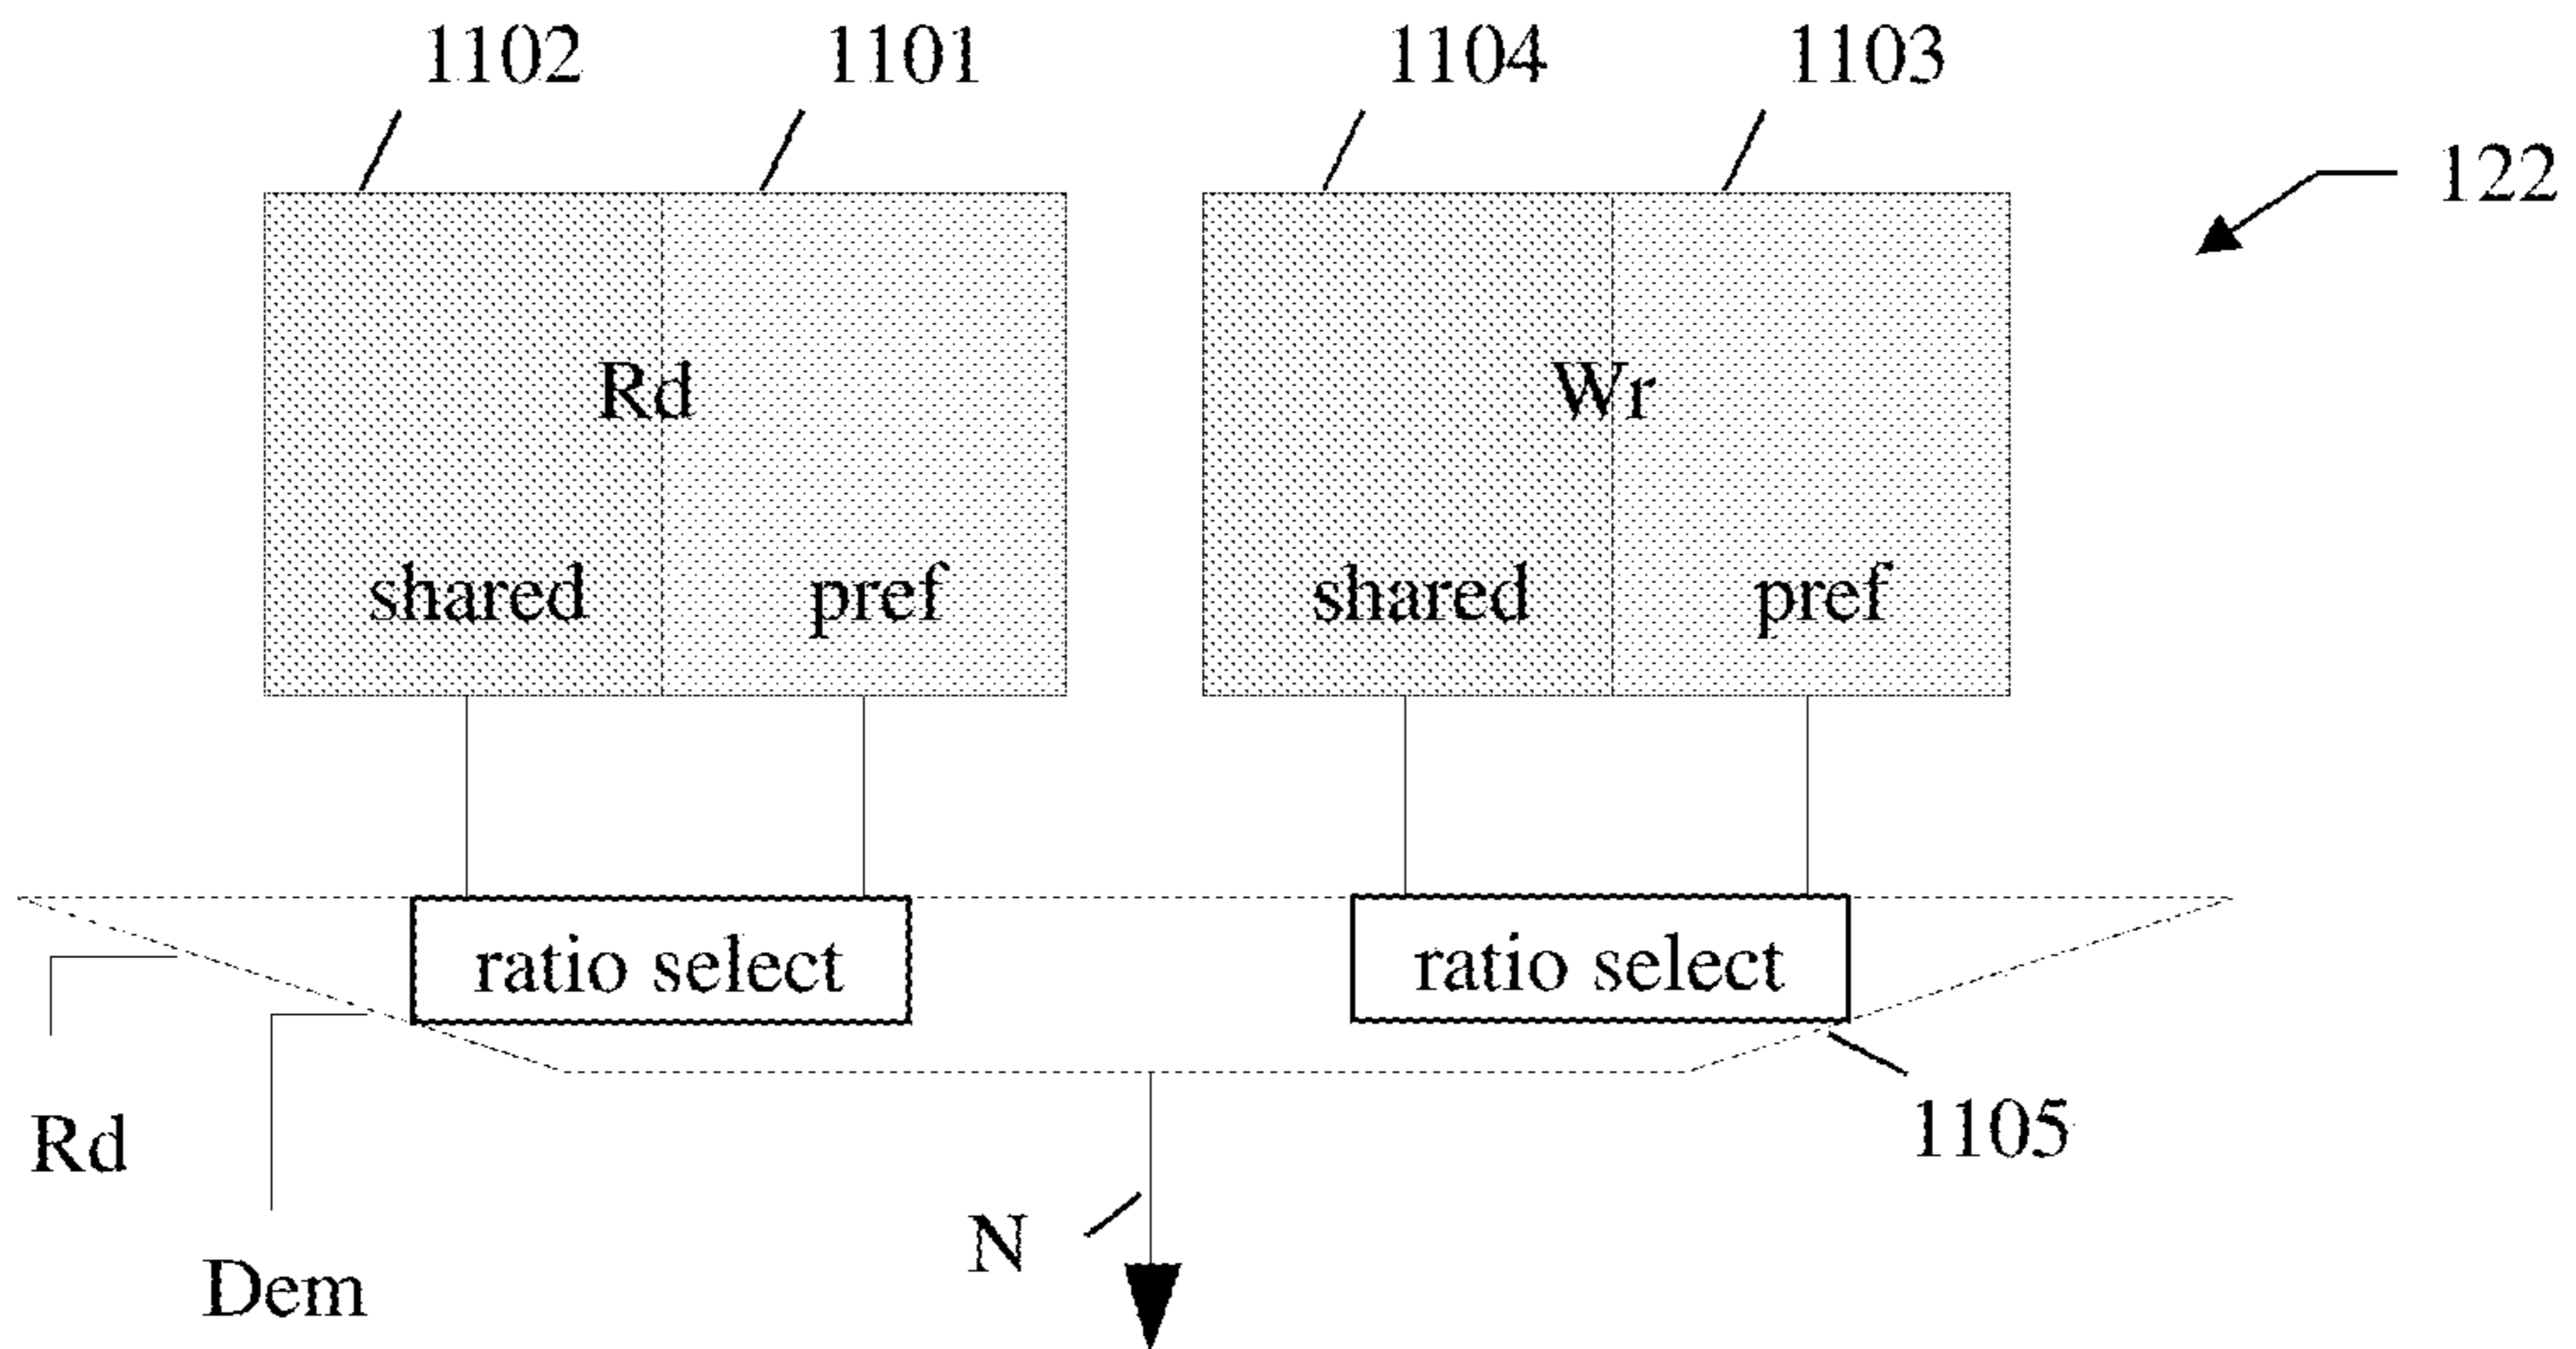 1102 1101 1104 1103
122
Rd Wr
shared pref shared pref
ratio select ratio select
Rd
1105
N
Dem